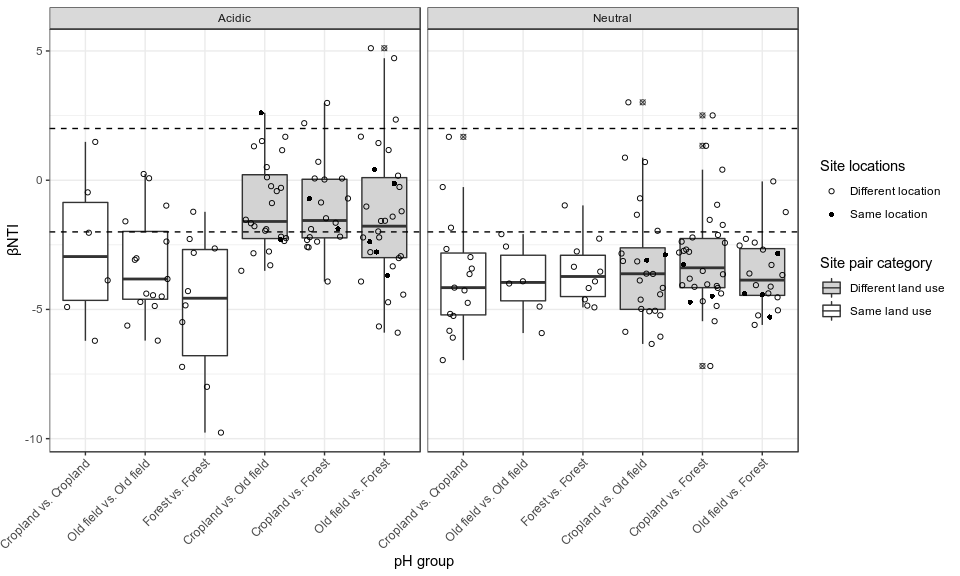 Acidic
Neutral
βNTI
5
0
-5
-10
Cropland vs. Cropland
Old field vs. Old field
Forest vs. Forest
Cropland vs. Old field
Cropland vs. Forest
Old field vs. Forest
Cropland vs. Cropland
Old field vs. Old field
Forest vs. Forest
Cropland vs. Old field
Cropland vs. Forest
Old field vs. Forest
pH group
Site locations
Different location
Same location
Site pair category
Different land use
Same land use